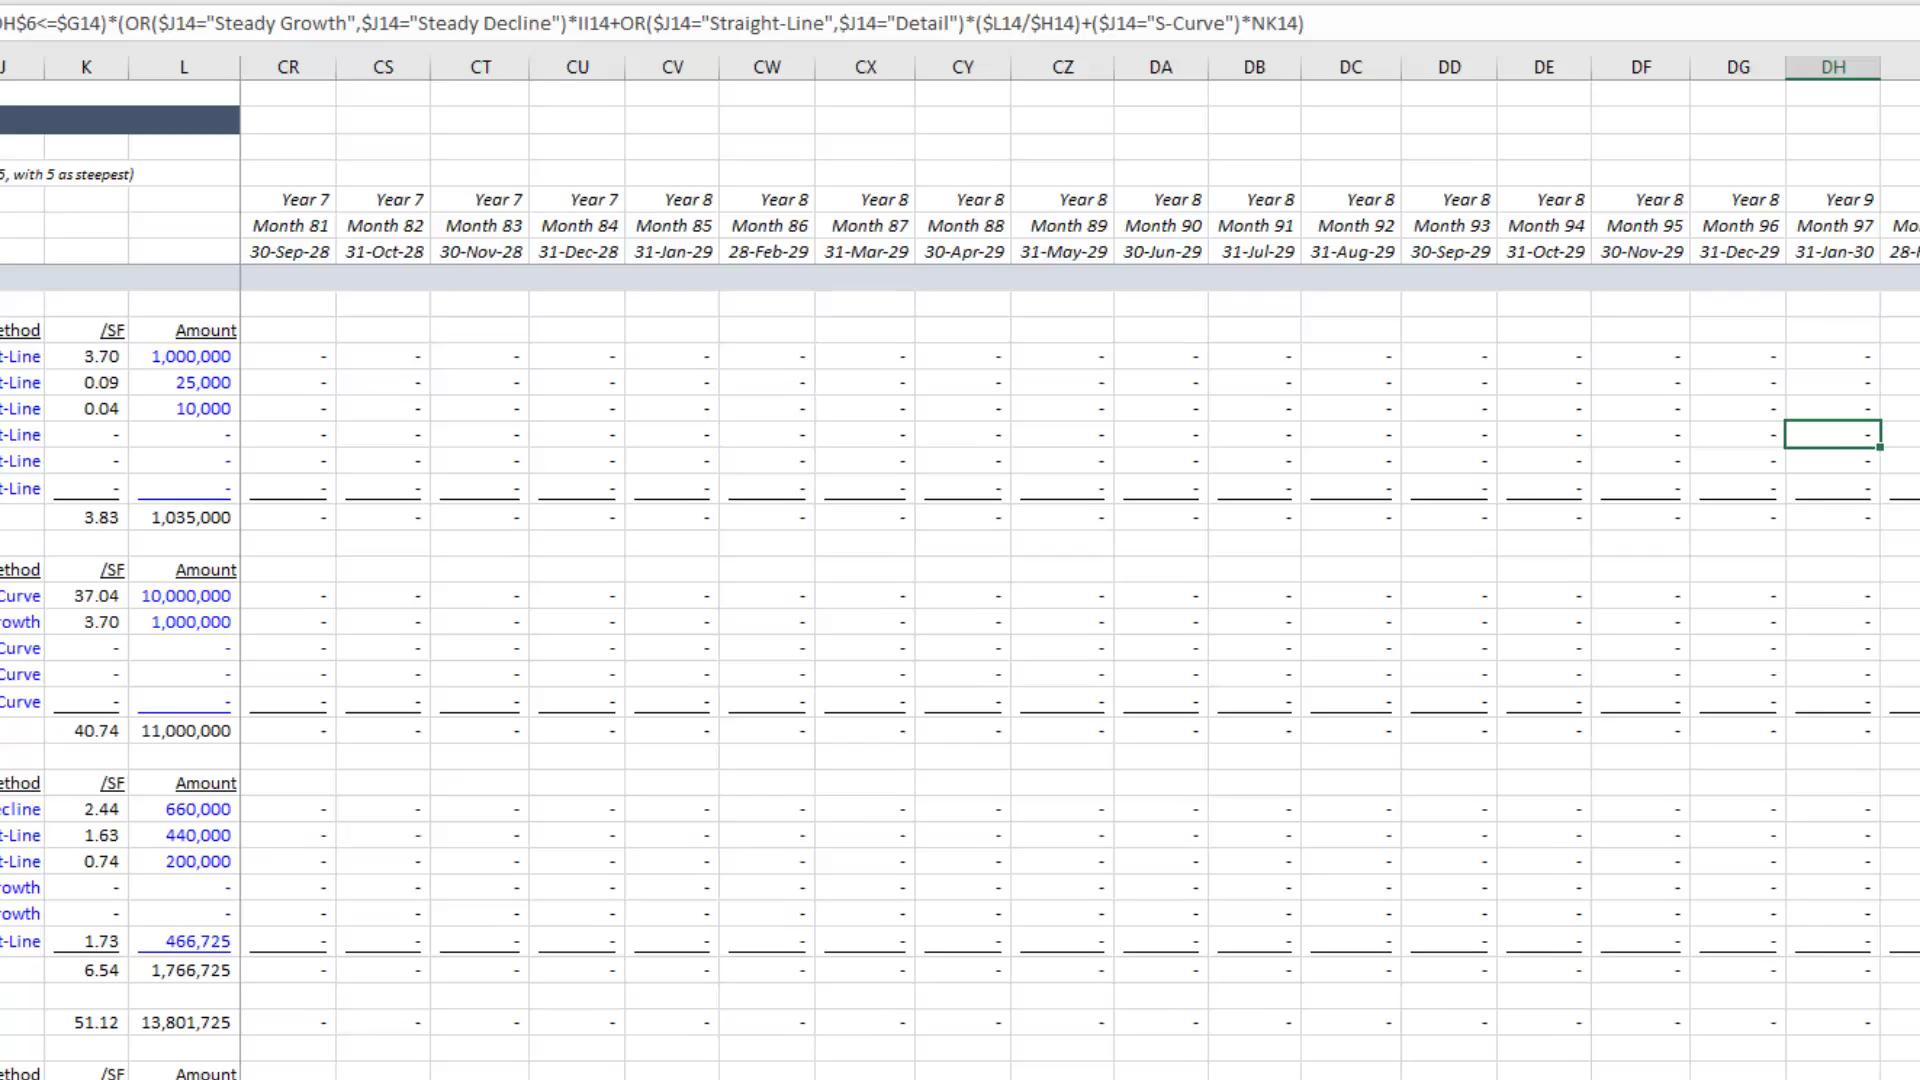 DH$6<=$G14)*(OR($J14="Steady Growth",$J14="Steady Decline")*II14+OR($J14="Straight-Line",$J14="Detail")*($L14/$H14)+($J14="S-Curve")*NK14)
J K L CR CS CT CU CV CW CX CY CZ DA DB DC DD DE DF DG DH
5, with 5 as steepest)
Year 7 Year 7 Year 7 Year 7 Year 8 Year 8 Year 8 Year 8 Year 8 Year 8 Year 8 Year 8 Year 8 Year 8 Year 8 Year 8 Year 9
Month 81 Month 82 Month 83 Month 84 Month 85 Month 86 Month 87 Month 88 Month 89 Month 90 Month 91 Month 92 Month 93 Month 94 Month 95 Month 96 Month 97 Mo
30-Sep-28 31-Oct-28 30-Nov-28 31-Dec-28 31-Jan-29 28-Feb-29 31-Mar-29 30-Apr-29 31-May-29 30-Jun-29 31-Jul-29 31-Aug-29 30-Sep-29 31-Oct-29 30-Nov-29 31-Dec-29 31-Jan-30 28-F
ethod /SF Amount
t-Line 3.70 1,000,000 - - - - - - - - - - - - - - - - -
t-Line 0.09 25,000 - - - - - - - - - - - - - - - - -
t-Line 0.04 10,000 - - - - - - - - - - - - - - - - -
t-Line - - - - - - - - - - - - - - - - - - -
t-Line - - - - - - - - - - - - - - - - - - -
t-Line - - - - - - - - - - - - - - - - - - -
3.83 1,035,000 - - - - - - - - - - - - - - - - -
ethod /SF Amount
Curve 37.04 10,000,000 - - - - - - - - - - - - - - - - -
rowth 3.70 1,000,000 - - - - - - - - - - - - - - - - -
Curve - - - - - - - - - - - - - - - - - - -
Curve - - - - - - - - - - - - - - - - - - -
Curve - - - - - - - - - - - - - - - - - - -
40.74 11,000,000 - - - - - - - - - - - - - - - - -
ethod /SF Amount
ecline 2.44 660,000 - - - - - - - - - - - - - - - - -
t-Line 1.63 440,000 - - - - - - - - - - - - - - - - -
t-Line 0.74 200,000 - - - - - - - - - - - - - - - - -
rowth - - - - - - - - - - - - - - - - - - -
rowth - - - - - - - - - - - - - - - - - - -
t-Line 1.73 466,725 - - - - - - - - - - - - - - - - -
6.54 1,766,725 - - - - - - - - - - - - - - - - -
51.12 13,801,725 - - - - - - - - - - - - - - - - -
ethod /SF Amount